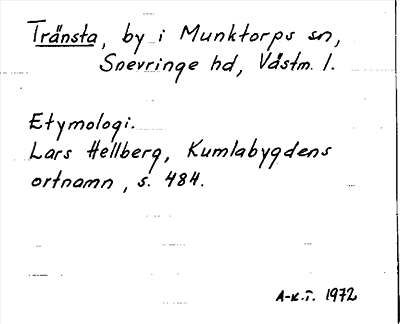 Tränsta, by i Munktorps sn,
Snevringe hd, Västm. l.
Etymologi.
Lars Hellberg, Kumlabygdens
ortnamn, s. 484.
A-K.T. 1972